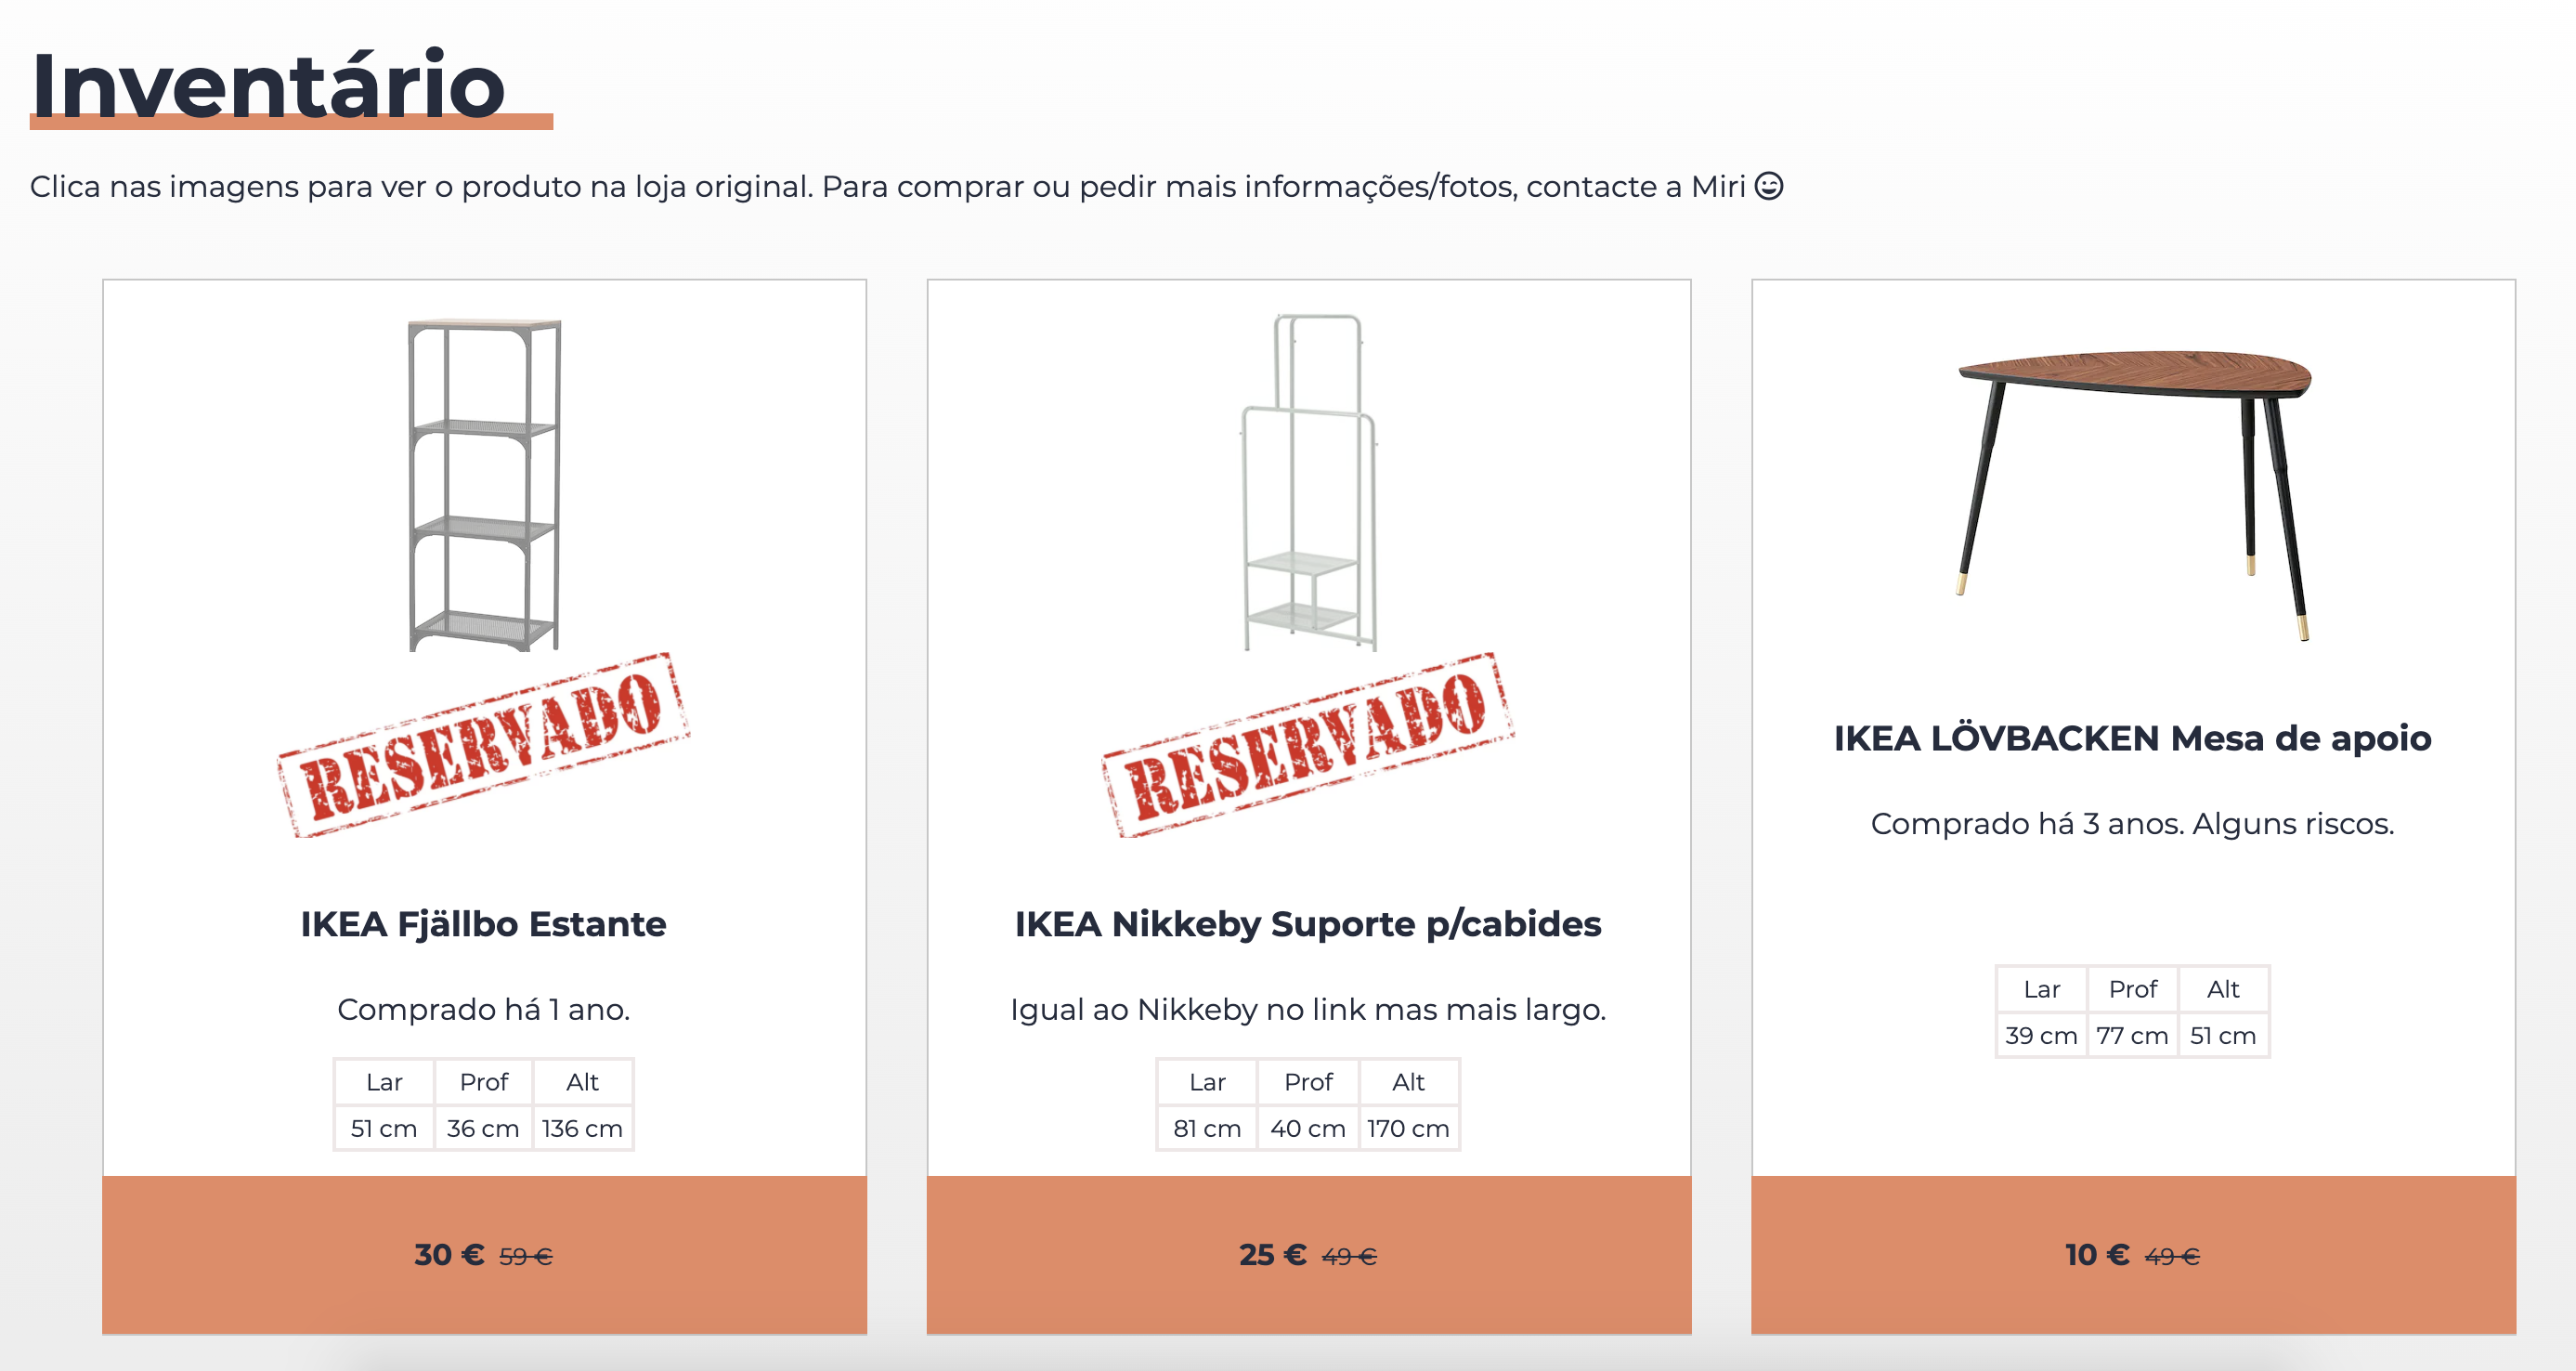 Inventário
Clica nas imagens para ver o produto na loja original. Para comprar ou pedir mais informações/fotos, contacte a Miri
RESERVADO
IKEA Fjällbo Estante
Comprado há 1 ano.
Lar Prof Alt
51 cm 36 cm 136 cm
30 € 59 €
RESERVADO
IKEA Nikkeby Suporte p/cabides
Igual ao Nikkeby no link mas mais largo.
Lar Prof Alt
81 cm 40 cm 170 cm
25 € 49 €
IKEA LÖVBACKEN Mesa de apoio
Comprado há 3 anos. Alguns riscos.
Lar Prof Alt
39 cm 77 cm 51 cm
10 € 49 €